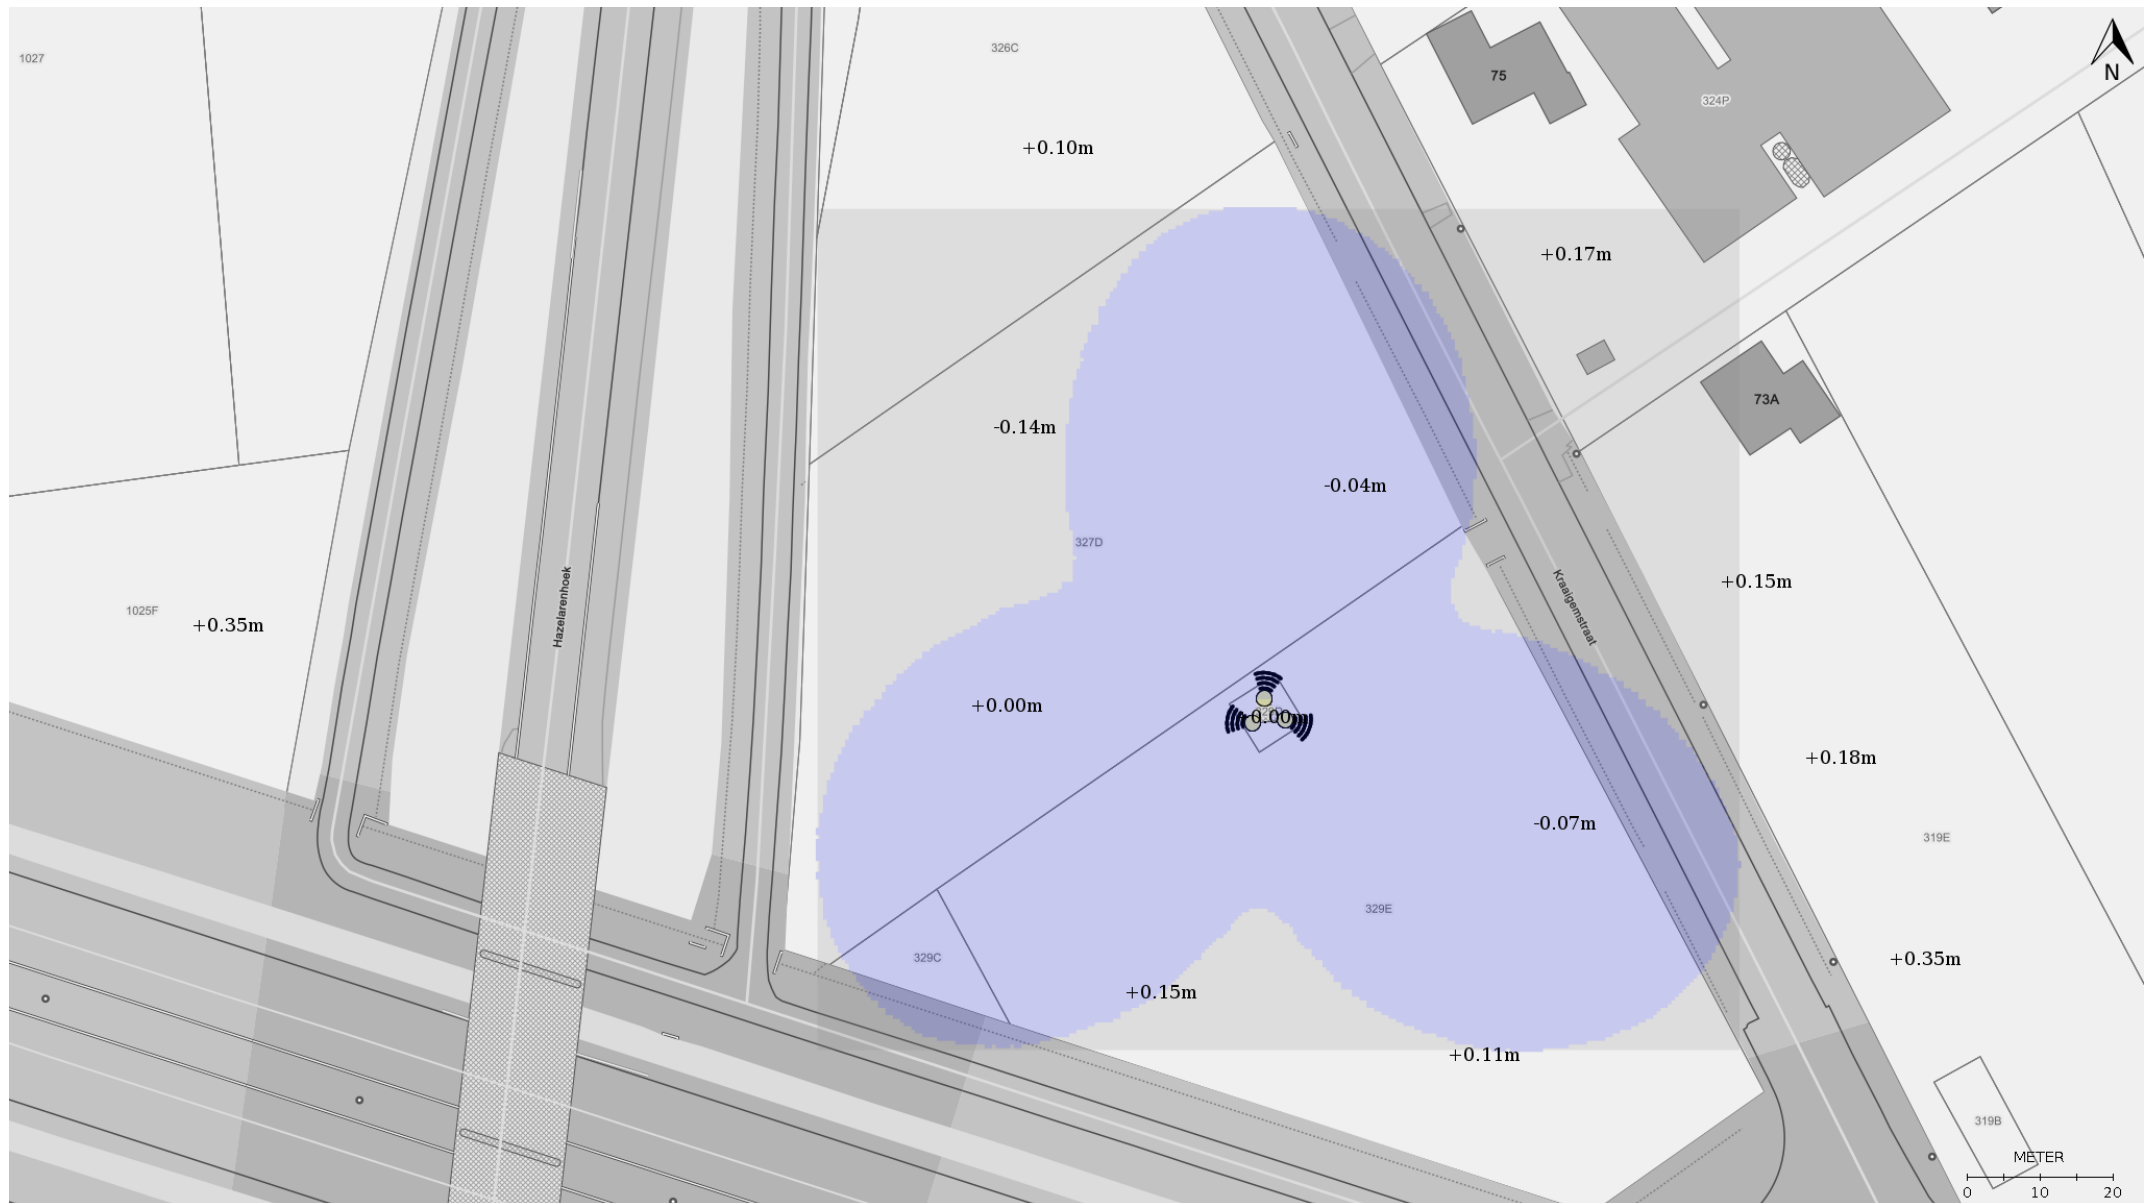 1027
326C
N
75
324P
+0.10m
+0.17m
73A
-0.14m
-0.04m
327D
Hazelarenhoek
Kraaigemstraat
+0.15m
1025F
+0.35m
+0.00m
0.00m
+0.18m
-0.07m
319E
329E
329C
+0.35m
+0.15m
+0.11m
319B
METER
0 10 20